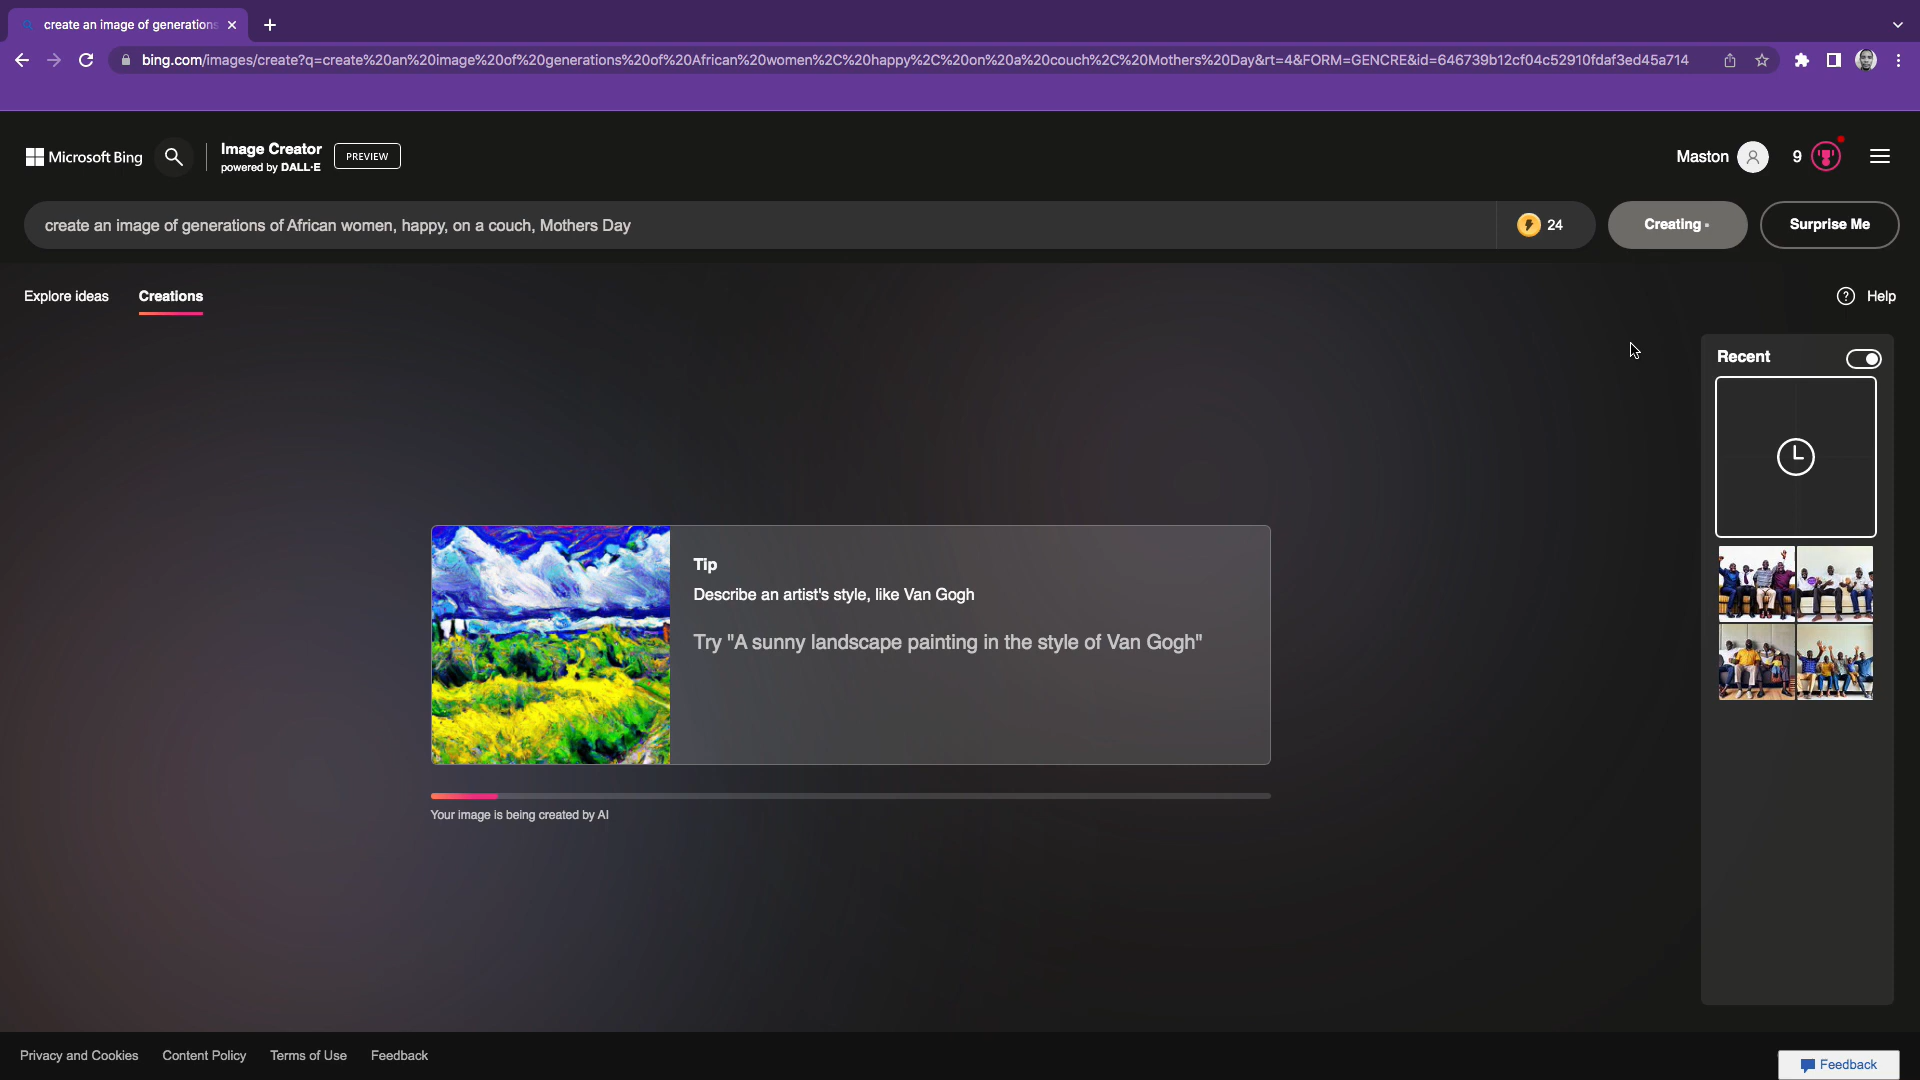 create an image of generations
bing.com/images/create?q=create%20an%20image%20of%20generations%20of%20African%20women%2C%20happy%2C%20on%20a%20couch%2C%20Mothers%20Day&rt=4&FORM=GENCRE&id=646739b12cf04c52910fdaf3ed45a714
Microsoft Bing
Image Creator
powered by DALL·E
PREVIEW
Maston
9
create an image of generations of African women, happy, on a couch, Mothers Day
24
Creating
Surprise Me
Explore ideas
Creations
Help
Recent
Tip
Describe an artist's style, like Van Gogh
Try "A sunny landscape painting in the style of Van Gogh"
Your image is being created by AI
Privacy and Cookies
Content Policy
Terms of Use
Feedback
Feedback